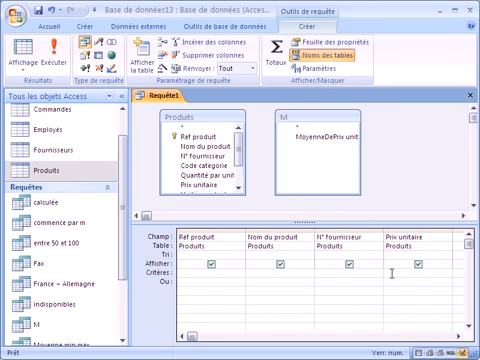 Base de données13 : Base de données (Acces...
Outils de requête
Accueil
Créer
Données externes
Outils de base de données
Créer
Affichage
Exécuter
Résultats
Type de requête
Afficher
la table
Insérer des colonnes
Supprimer colonnes
Renvoyer :
Tout
Paramétrage de requête
Σ
Totaux
Feuille des propriétés
Noms des tables
Paramètres
Afficher/Masquer
Tous les objets Access
Commandes
Employés
Fournisseurs
Produits
Requêtes
calculée
commence par m
entre 50 et 100
Fax
France + Allemagne
indisponibles
M
Requête1
Produits
*
Réf produit
Nom du produit
N° fournisseur
Code catégorie
Quantité par unit
Prix unitaire
M
*
MoyenneDePrix unit
Champ :
Table :
Tri :
Afficher :
Critères :
Ou :
Réf produit
Nom du produit
N° fournisseur
Prix unitaire
Produits
Produits
Produits
Produits
Prêt
Verr. num.
SQL